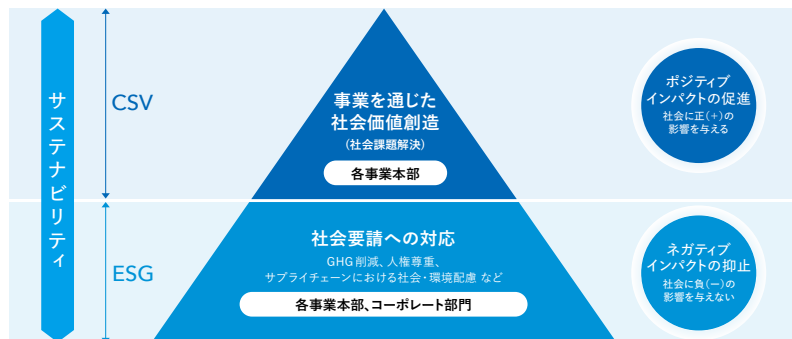 サステナビリティ
CSV
事業を通じた
社会価値創造
(社会課題解決)
各事業本部
ポジティブ
インパクトの促進
社会に正(+)の
影響を与える
ESG
社会要請への対応
GHG削減、人権尊重、
サプライチェーンにおける社会・環境配慮 など
各事業本部、コーポレート部門
ネガティブ
インパクトの抑止
社会に負(ー)の
影響を与えない